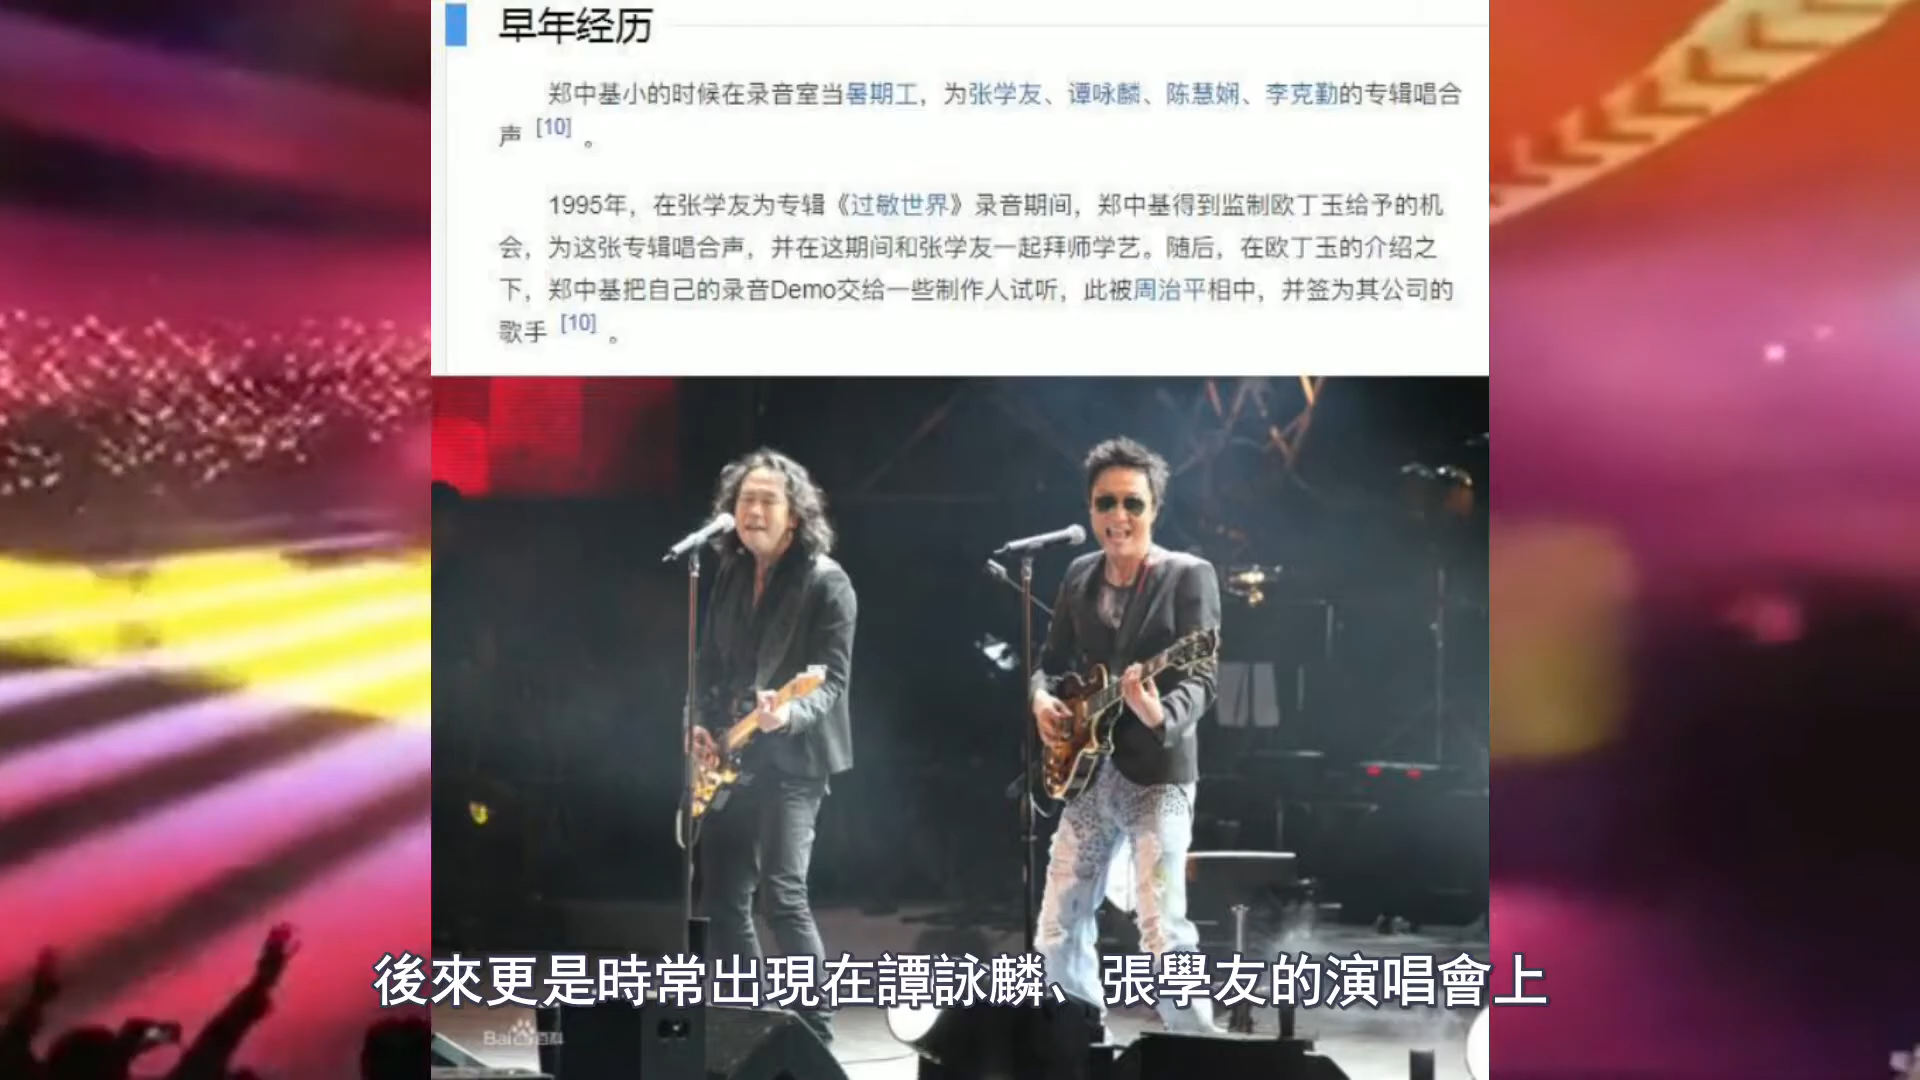 早年经历
郑中基小的时候在录音室当暑期工，为张学友、谭咏麟、陈慧娴、李克勤的专辑唱合
声 [10] 。
1995年，在张学友为专辑《过敏世界》录音期间，郑中基得到监制欧丁玉给予的机
会，为这张专辑唱合声，并在这期间和张学友一起拜师学艺。随后，在欧丁玉的介绍之
下，郑中基把自己的录音Demo交给一些制作人试听，此被周治平相中，并签为其公司的
歌手 [10] 。
後來更是時常出現在譚詠麟、張學友的演唱會上
Bai百科